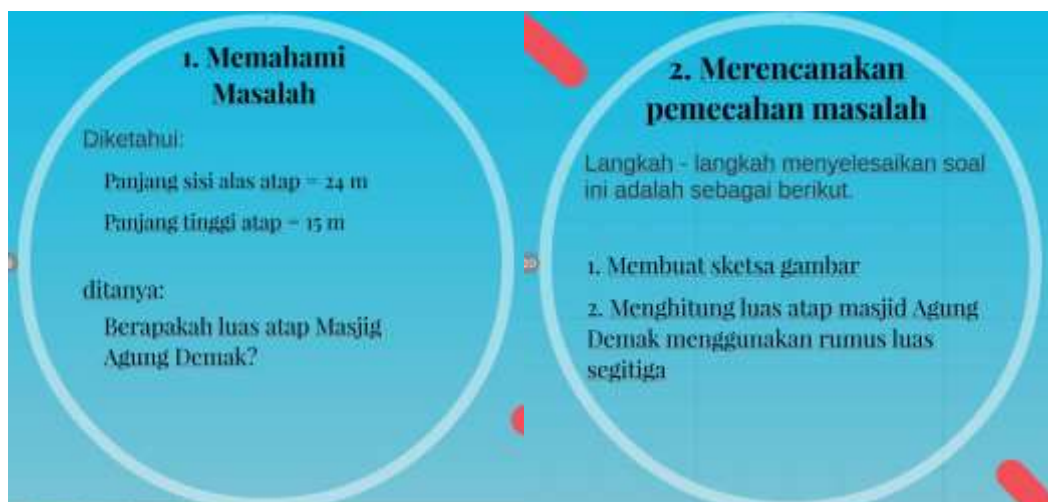 1. Memahami
Masalah
Diketahui:
Panjang sisi alas atap = 24 m
Panjang tinggi atap = 15 m
ditanya:
Berapakah luas atap Masjig
Agung Demak?
2. Merencanakan
pemecahan masalah
Langkah - langkah menyelesaikan soal
ini adalah sebagai berikut.
1. Membuat sketsa gambar
2. Menghitung luas atap masjid Agung
Demak menggunakan rumus luas
segitiga